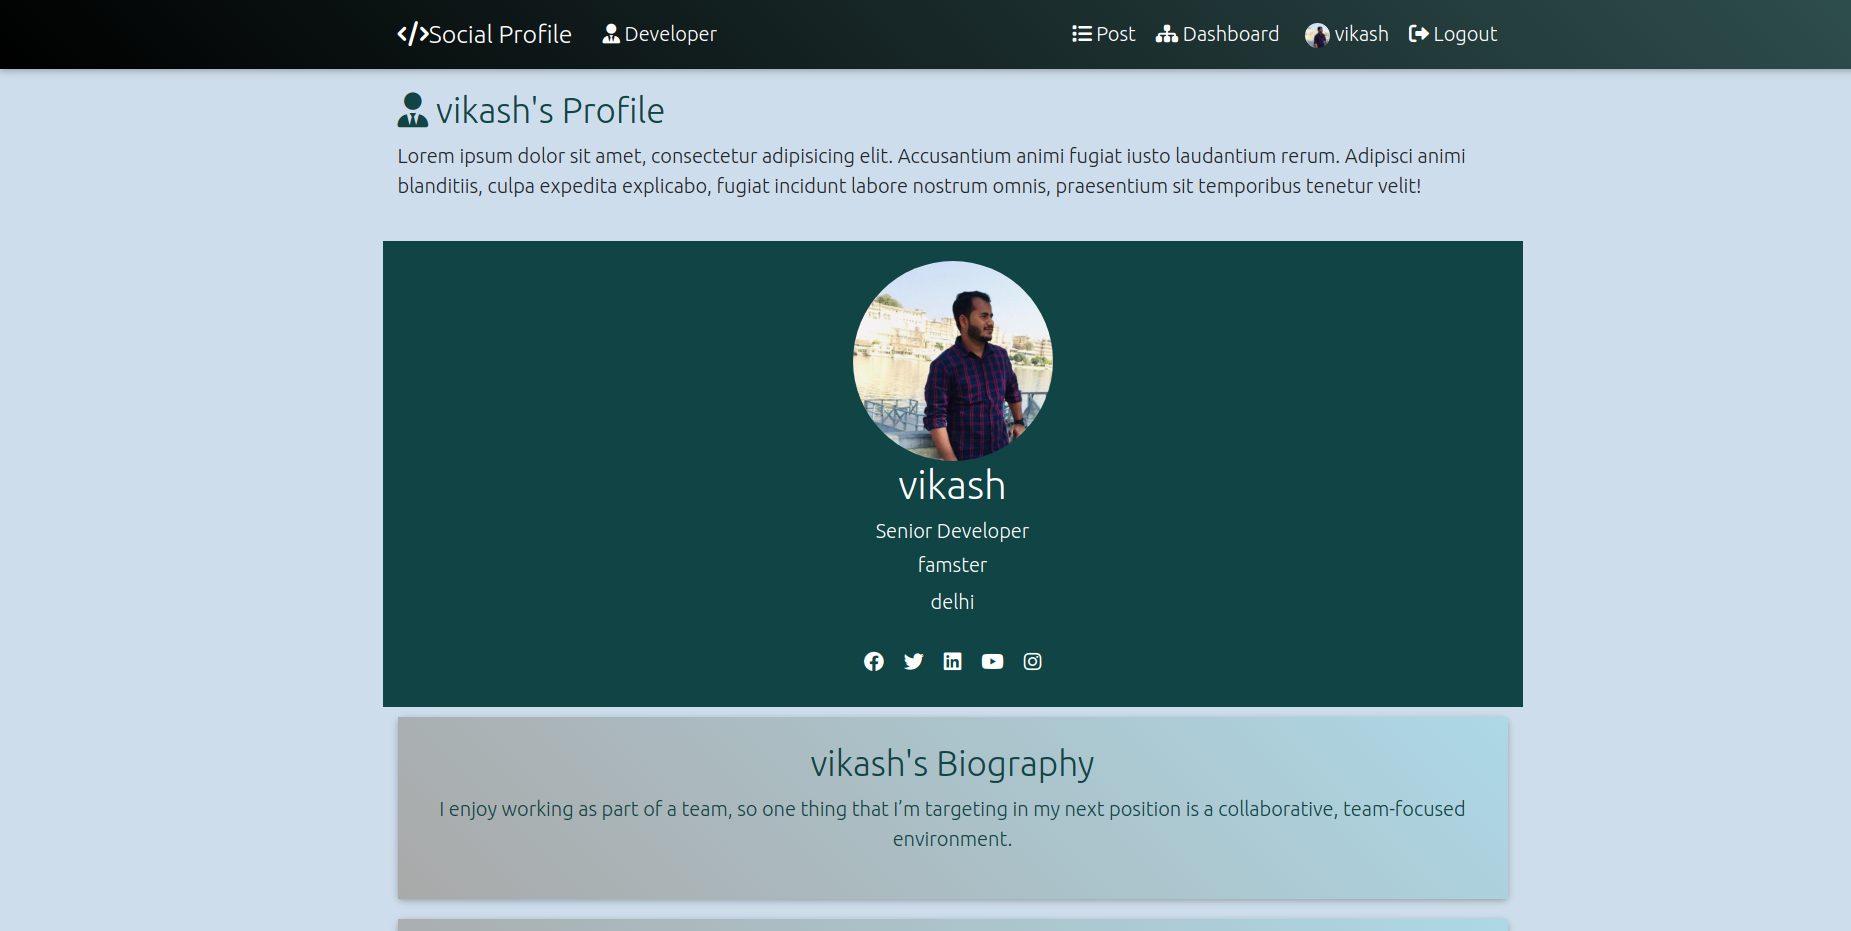 </>Social Profile Developer Post Dashboard vikash Logout
vikash's Profile
Lorem ipsum dolor sit amet, consectetur adipisicing elit. Accusantium animi fugiat iusto laudantium rerum. Adipisci animi
blanditiis, culpa expedita explicabo, fugiat incidunt labore nostrum omnis, praesentium sit temporibus tenetur velit!
vikash
Senior Developer
famster
delhi
vikash's Biography
I enjoy working as part of a team, so one thing that I’m targeting in my next position is a collaborative, team-focused
environment.